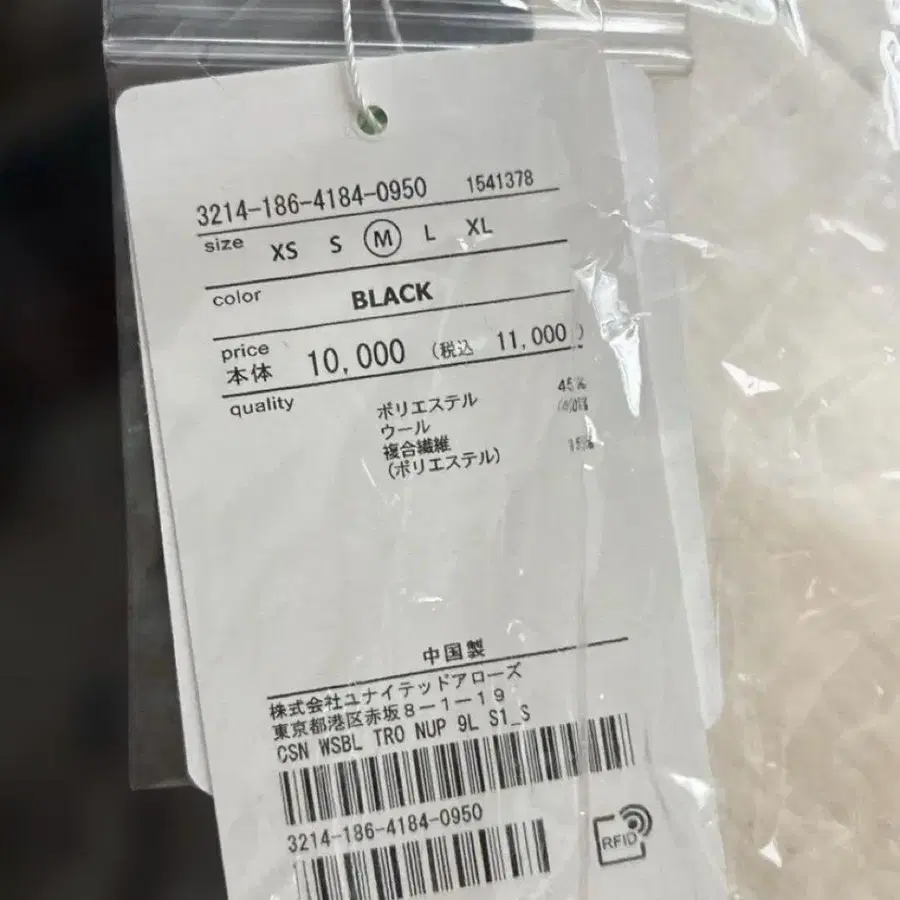 3214-186-4184-0950 1541378
size XS S M L XL
color BLACK
price
本体 10,000 (税込 11,000)
quality
ポリエステル 45%
ウール
複合繊維
(ポリエステル) 15%
中国製
株式会社ユナイテッドアローズ
東京都港区赤坂8-1-19
CSN WSBL TRO NUP 9L S1_S
3214-186-4184-0950
RFID